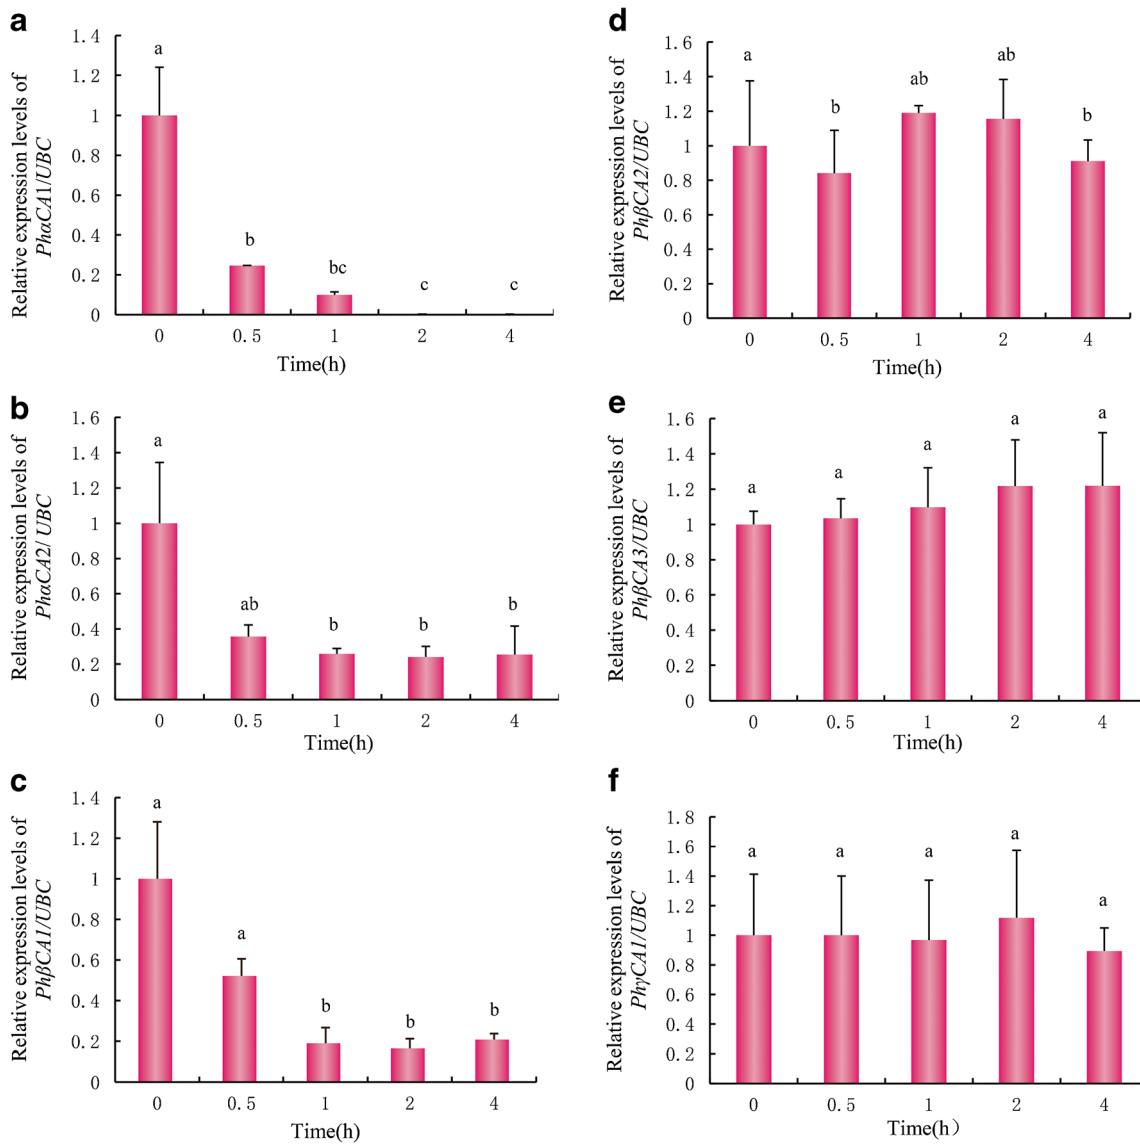 a
Relative expression levels of
PhαCA1/UBC
1.4
1.2
1
0.8
0.6
0.4
0.2
0
a
b
bc
c
c
0
0.5
1
2
4
Time(h)
b
Relative expression levels of
PhαCA2/ UBC
1.6
1.4
1.2
1
0.8
0.6
0.4
0.2
0
a
ab
b
b
b
0
0.5
1
2
4
Time(h)
c
Relative expression levels of
PhβCA1/UBC
1.4
1.2
1
0.8
0.6
0.4
0.2
0
a
a
b
b
b
0
0.5
1
2
4
Time(h)
d
Relative expression levels of
PhβCA2/UBC
1.6
1.4
1.2
1
0.8
0.6
0.4
0.2
0
a
b
ab
ab
b
0
0.5
1
2
4
Time(h)
e
Relative expression levels of
PhβCA3/UBC
1.6
1.4
1.2
1
0.8
0.6
0.4
0.2
0
a
a
a
a
a
0
0.5
1
2
4
Time(h)
f
Relative expression levels of
PhγCA1/UBC
1.8
1.6
1.4
1.2
1
0.8
0.6
0.4
0.2
0
a
a
a
a
a
0
0.5
1
2
4
Time(h）